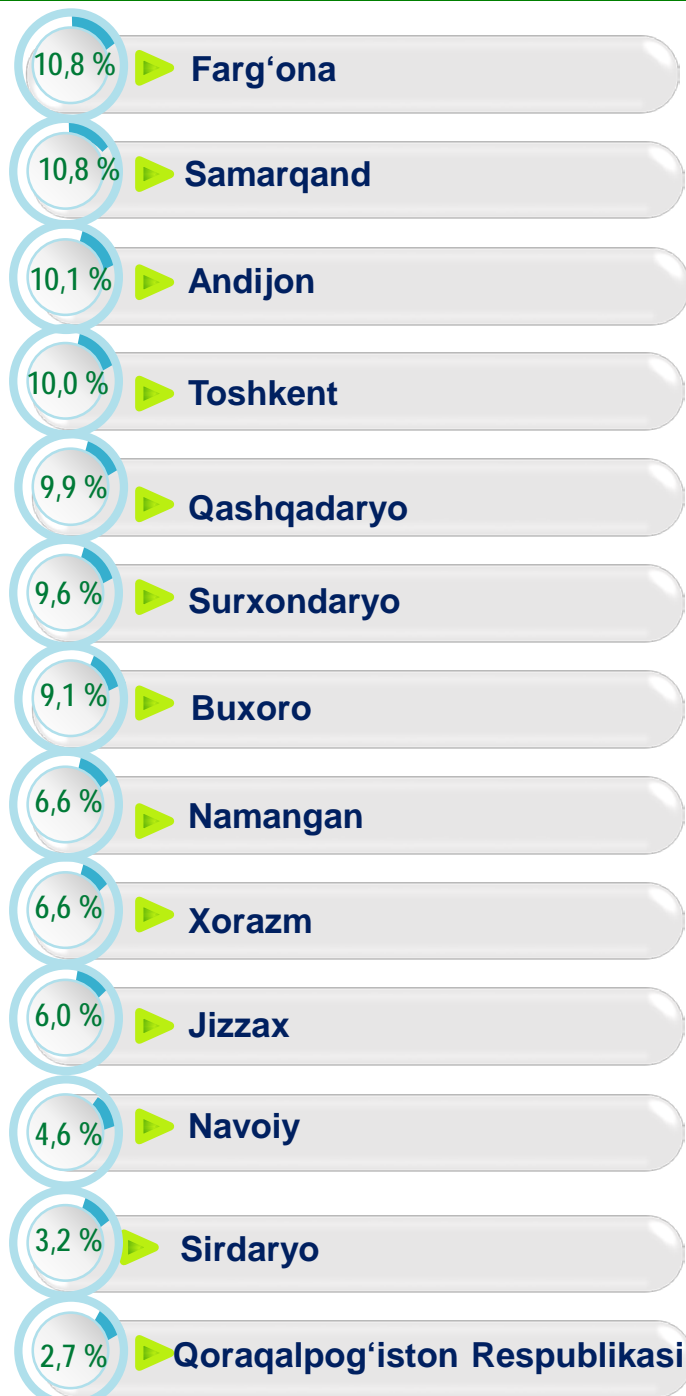 10,8 % Farg‘ona
10,8 % Samarqand
10,1 % Andijon
10,0 % Toshkent
9,9 % Qashqadaryo
9,6 % Surxondaryo
9,1 % Buxoro
6,6 % Namangan
6,6 % Xorazm
6,0 % Jizzax
4,6 % Navoiy
3,2 % Sirdaryo
2,7 % Qoraqalpog‘iston Respublikasi